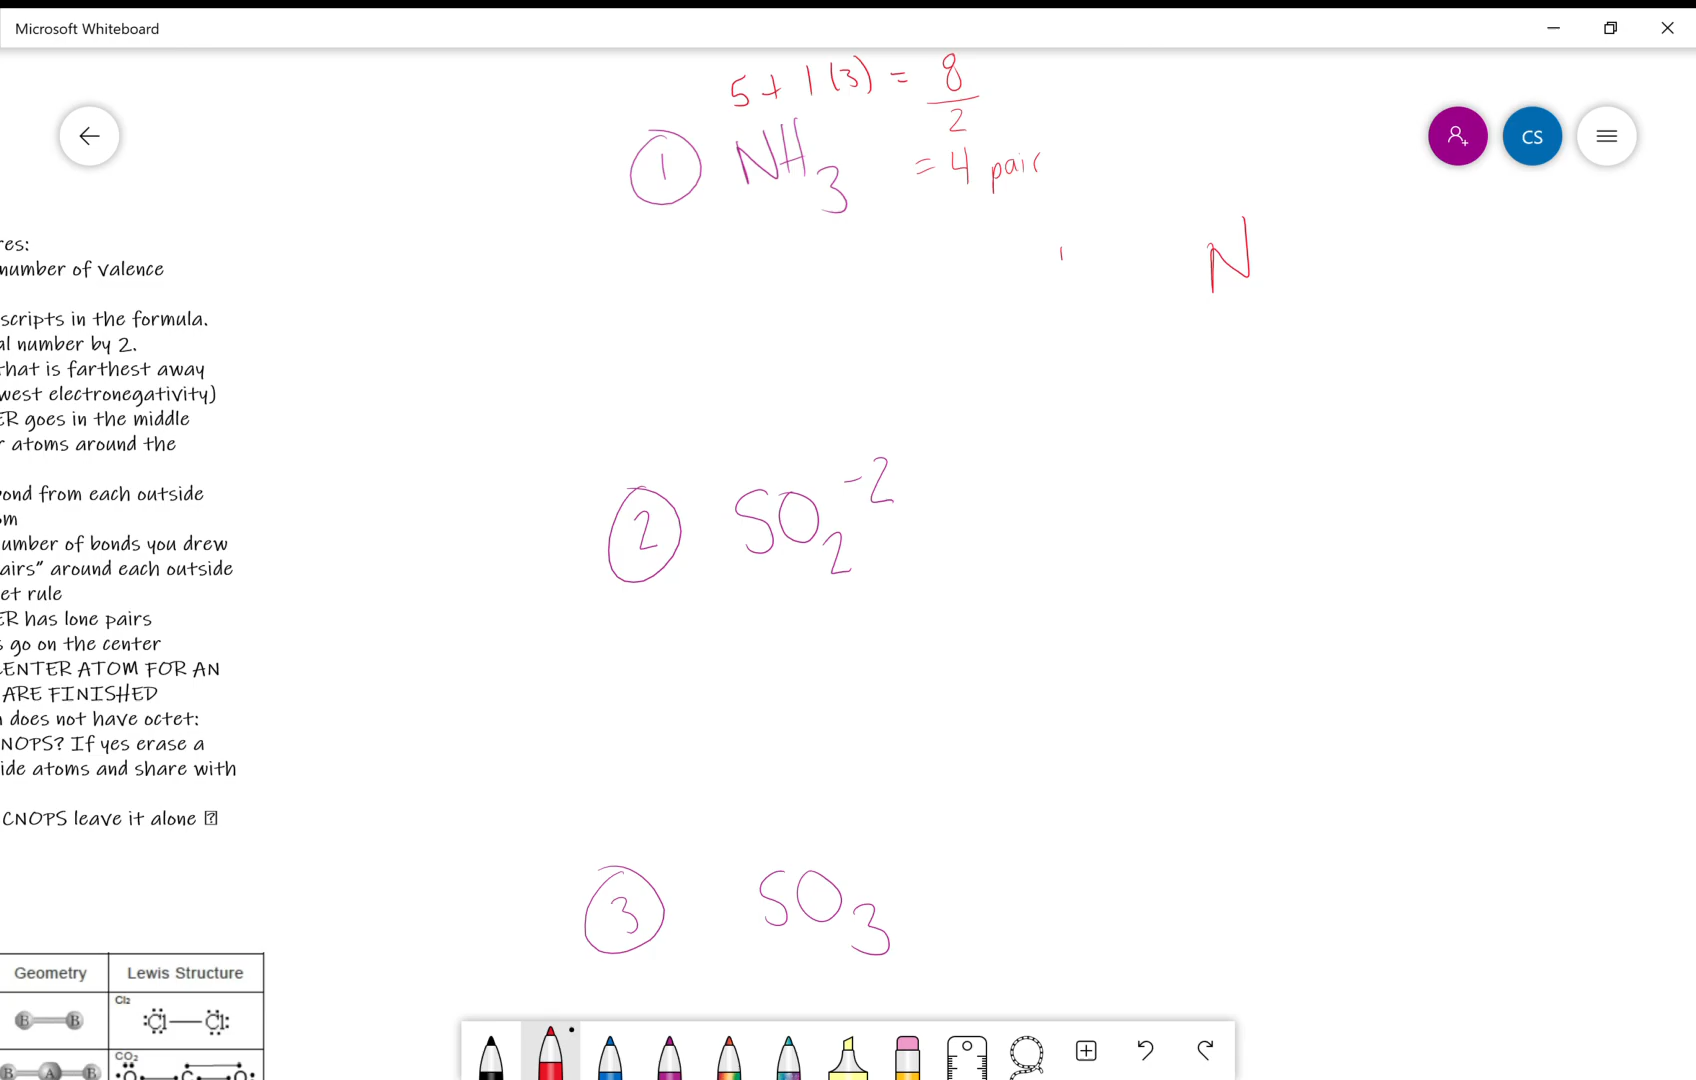 Microsoft Whiteboard
5 + 1 (3) = 8
2
1 NH3 = 4 pair
CS
N
res:
number of valence
scripts in the formula.
al number by 2.
that is farthest away
west electronegativity)
ER goes in the middle
r atoms around the
ond from each outside
om
umber of bonds you drew
airs" around each outside
et rule
ER has lone pairs
s go on the center
ENTER ATOM FOR AN
ARE FINISHED
n does not have octet:
NOPS? If yes erase a
ide atoms and share with
CNOPS leave it alone
2 SO2-2
3 SO3
Geometry Lewis Structure
Cl2
B B :Cl—Cl:
CO2
B A B O C O